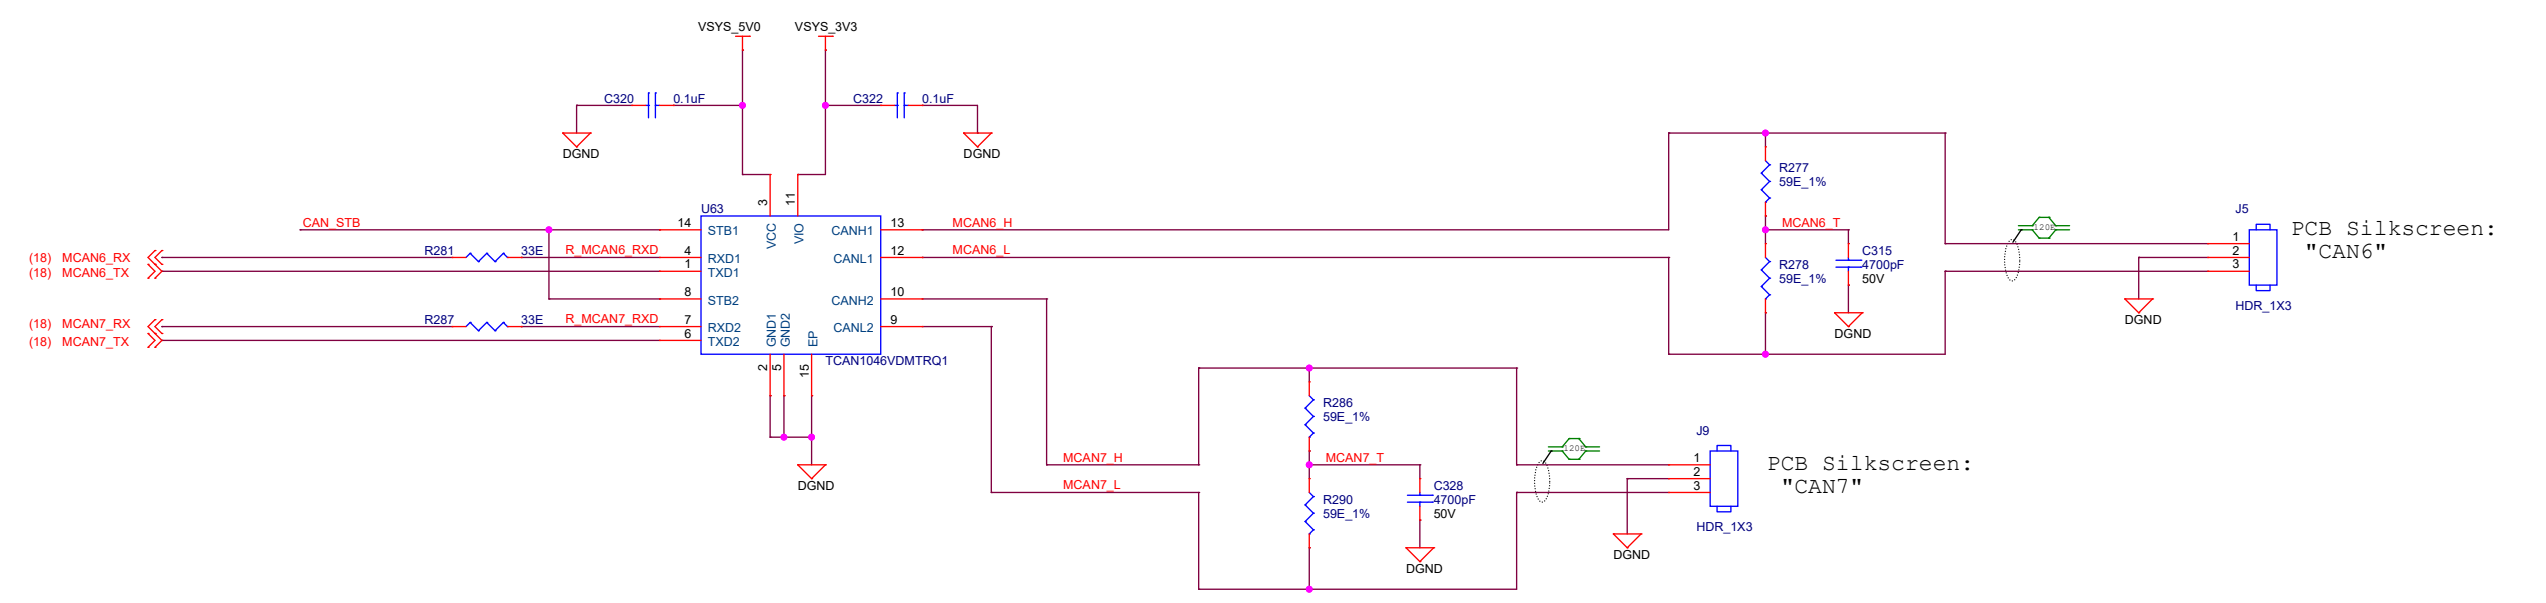 VSYS_5V0
VSYS_3V3
C320
0.1uF
C322
0.1uF
DGND
DGND
3
11
U63
CAN_STB
14
STB1
VCC
VIO
CANH1
13
MCAN6_H
(18) MCAN6_RX
R281
33E
R_MCAN6_RXD
4
RXD1
CANL1
12
MCAN6_L
(18) MCAN6_TX
1
TXD1
8
STB2
CANH2
10
(18) MCAN7_RX
R287
33E
R_MCAN7_RXD
7
RXD2
GND1
GND2
EP
CANL2
9
(18) MCAN7_TX
6
TXD2
TCAN1046VDMTRQ1
2
5
15
DGND
R277
59E_1%
MCAN6_T
R278
59E_1%
C315
4700pF
50V
DGND
120E
J5
1
2
3
HDR_1X3
DGND
PCB Silkscreen:
"CAN6"
MCAN7_H
MCAN7_L
R286
59E_1%
MCAN7_T
R290
59E_1%
C328
4700pF
50V
DGND
120E
J9
1
2
3
HDR_1X3
DGND
PCB Silkscreen:
"CAN7"